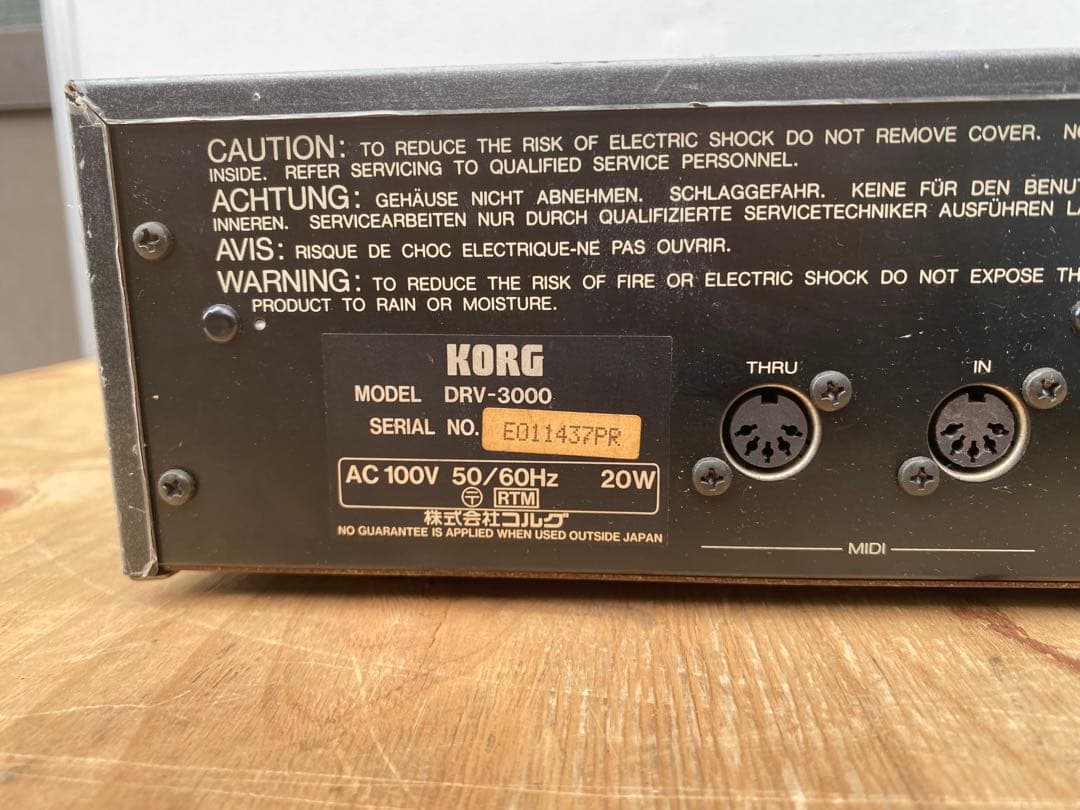 CAUTION: TO REDUCE THE RISK OF ELECTRIC SHOCK DO NOT REMOVE COVER.
INSIDE. REFER SERVICING TO QUALIFIED SERVICE PERSONNEL.
ACHTUNG: GEHÄUSE NICHT ABNEHMEN. SCHLAGGEFAHR. KEINE FÜR DEN
INNEREN. SERVICEARBEITEN NUR DURCH QUALIFIZIERTE SERVICETECHNIKER AUSFÜHREN
AVIS: RISQUE DE CHOC ELECTRIQUE-NE PAS OUVRIR.
WARNING: TO REDUCE THE RISK OF FIRE OR ELECTRIC SHOCK DO NOT EXPOSE
PRODUCT TO RAIN OR MOISTURE.
KORG
MODEL DRV-3000
SERIAL NO. E011437PR
AC 100V 50/60Hz 20W
〒 RTM
株式会社コルグ
NO GUARANTEE IS APPLIED WHEN USED OUTSIDE JAPAN
THRU IN
MIDI